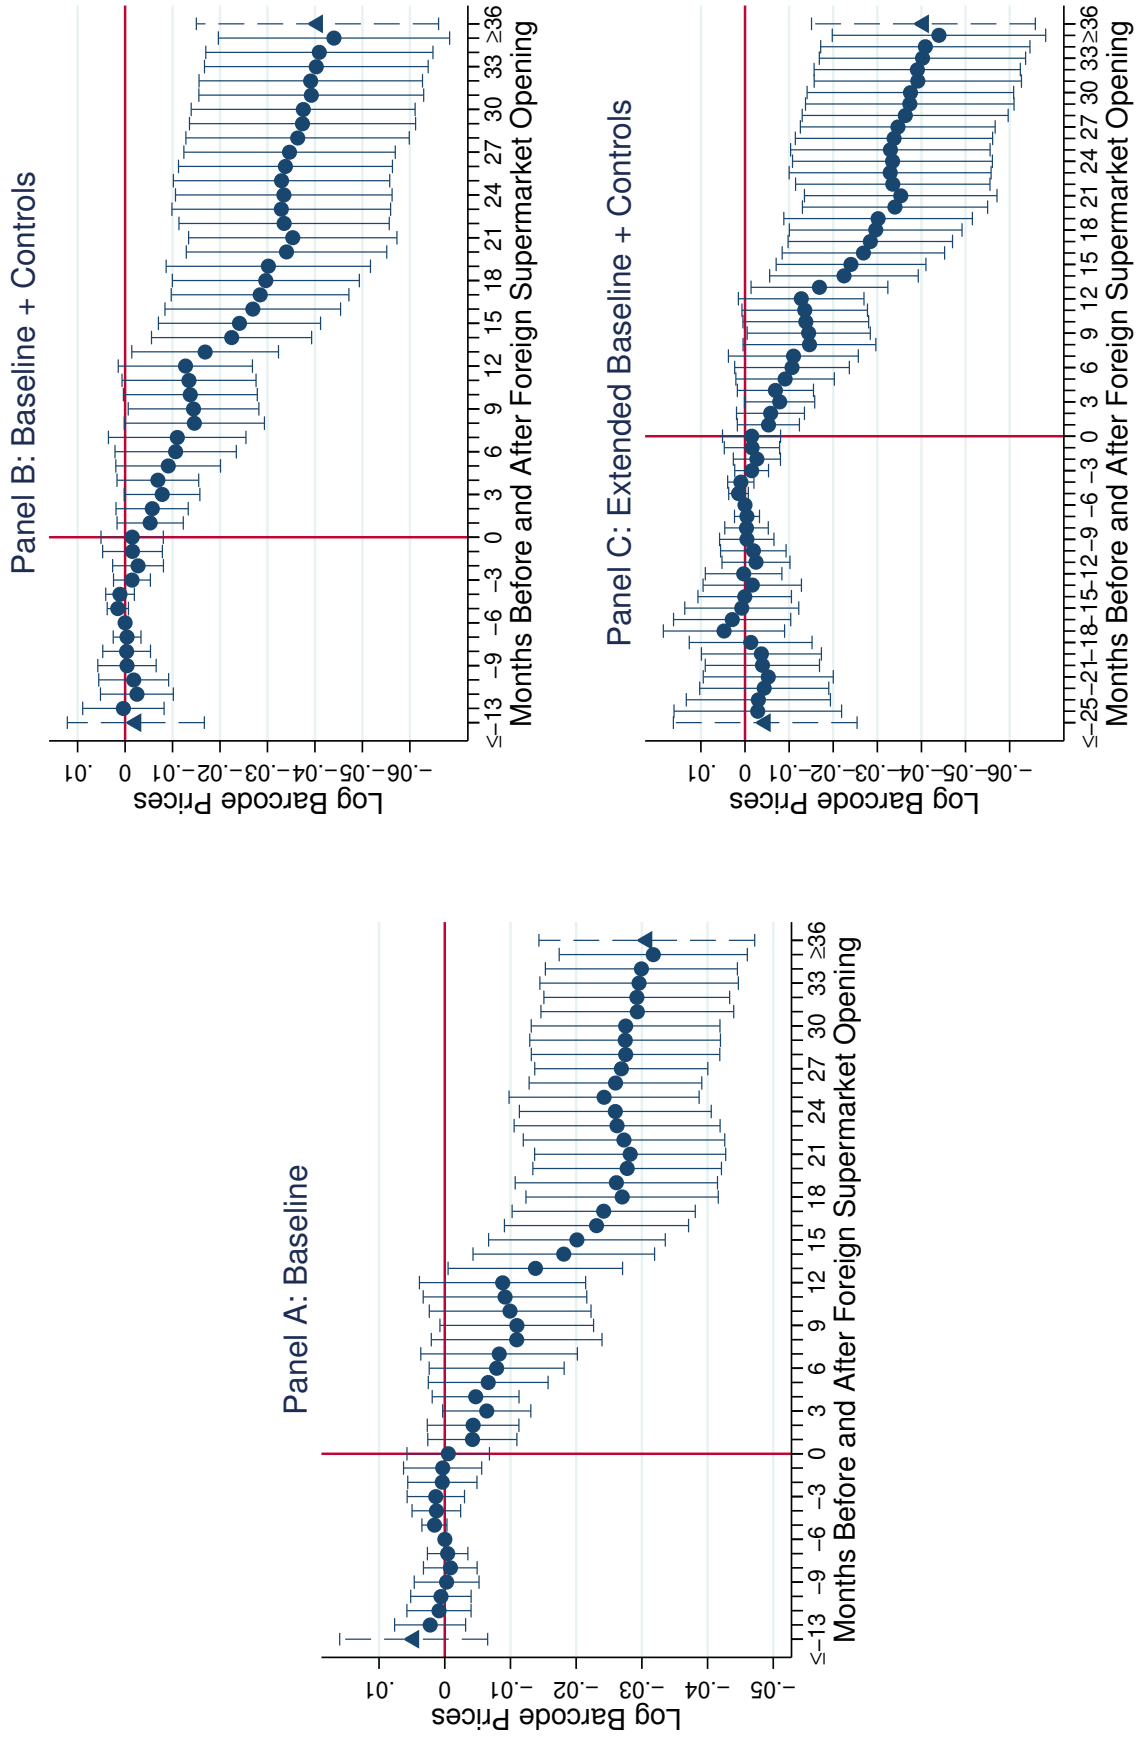 Panel A: Baseline
Log Barcode Prices
.01
0
-.01
-.02
-.03
-.04
-.05
≤-13 -9 -6 -3 0 3 6 9 12 15 18 21 24 27 30 33 ≥36
Months Before and After Foreign Supermarket Opening
Panel B: Baseline + Controls
Log Barcode Prices
.01
0
-.01
-.02
-.03
-.04
-.05
-.06
≤-13 -9 -6 -3 0 3 6 9 12 15 18 21 24 27 30 33 ≥36
Months Before and After Foreign Supermarket Opening
Panel C: Extended Baseline + Controls
Log Barcode Prices
.01
0
-.01
-.02
-.03
-.04
-.05
-.06
≤-25 -21 -18 -15 -12 -9 -6 -3 0 3 6 9 12 15 18 21 24 27 30 33 ≥36
Months Before and After Foreign Supermarket Opening